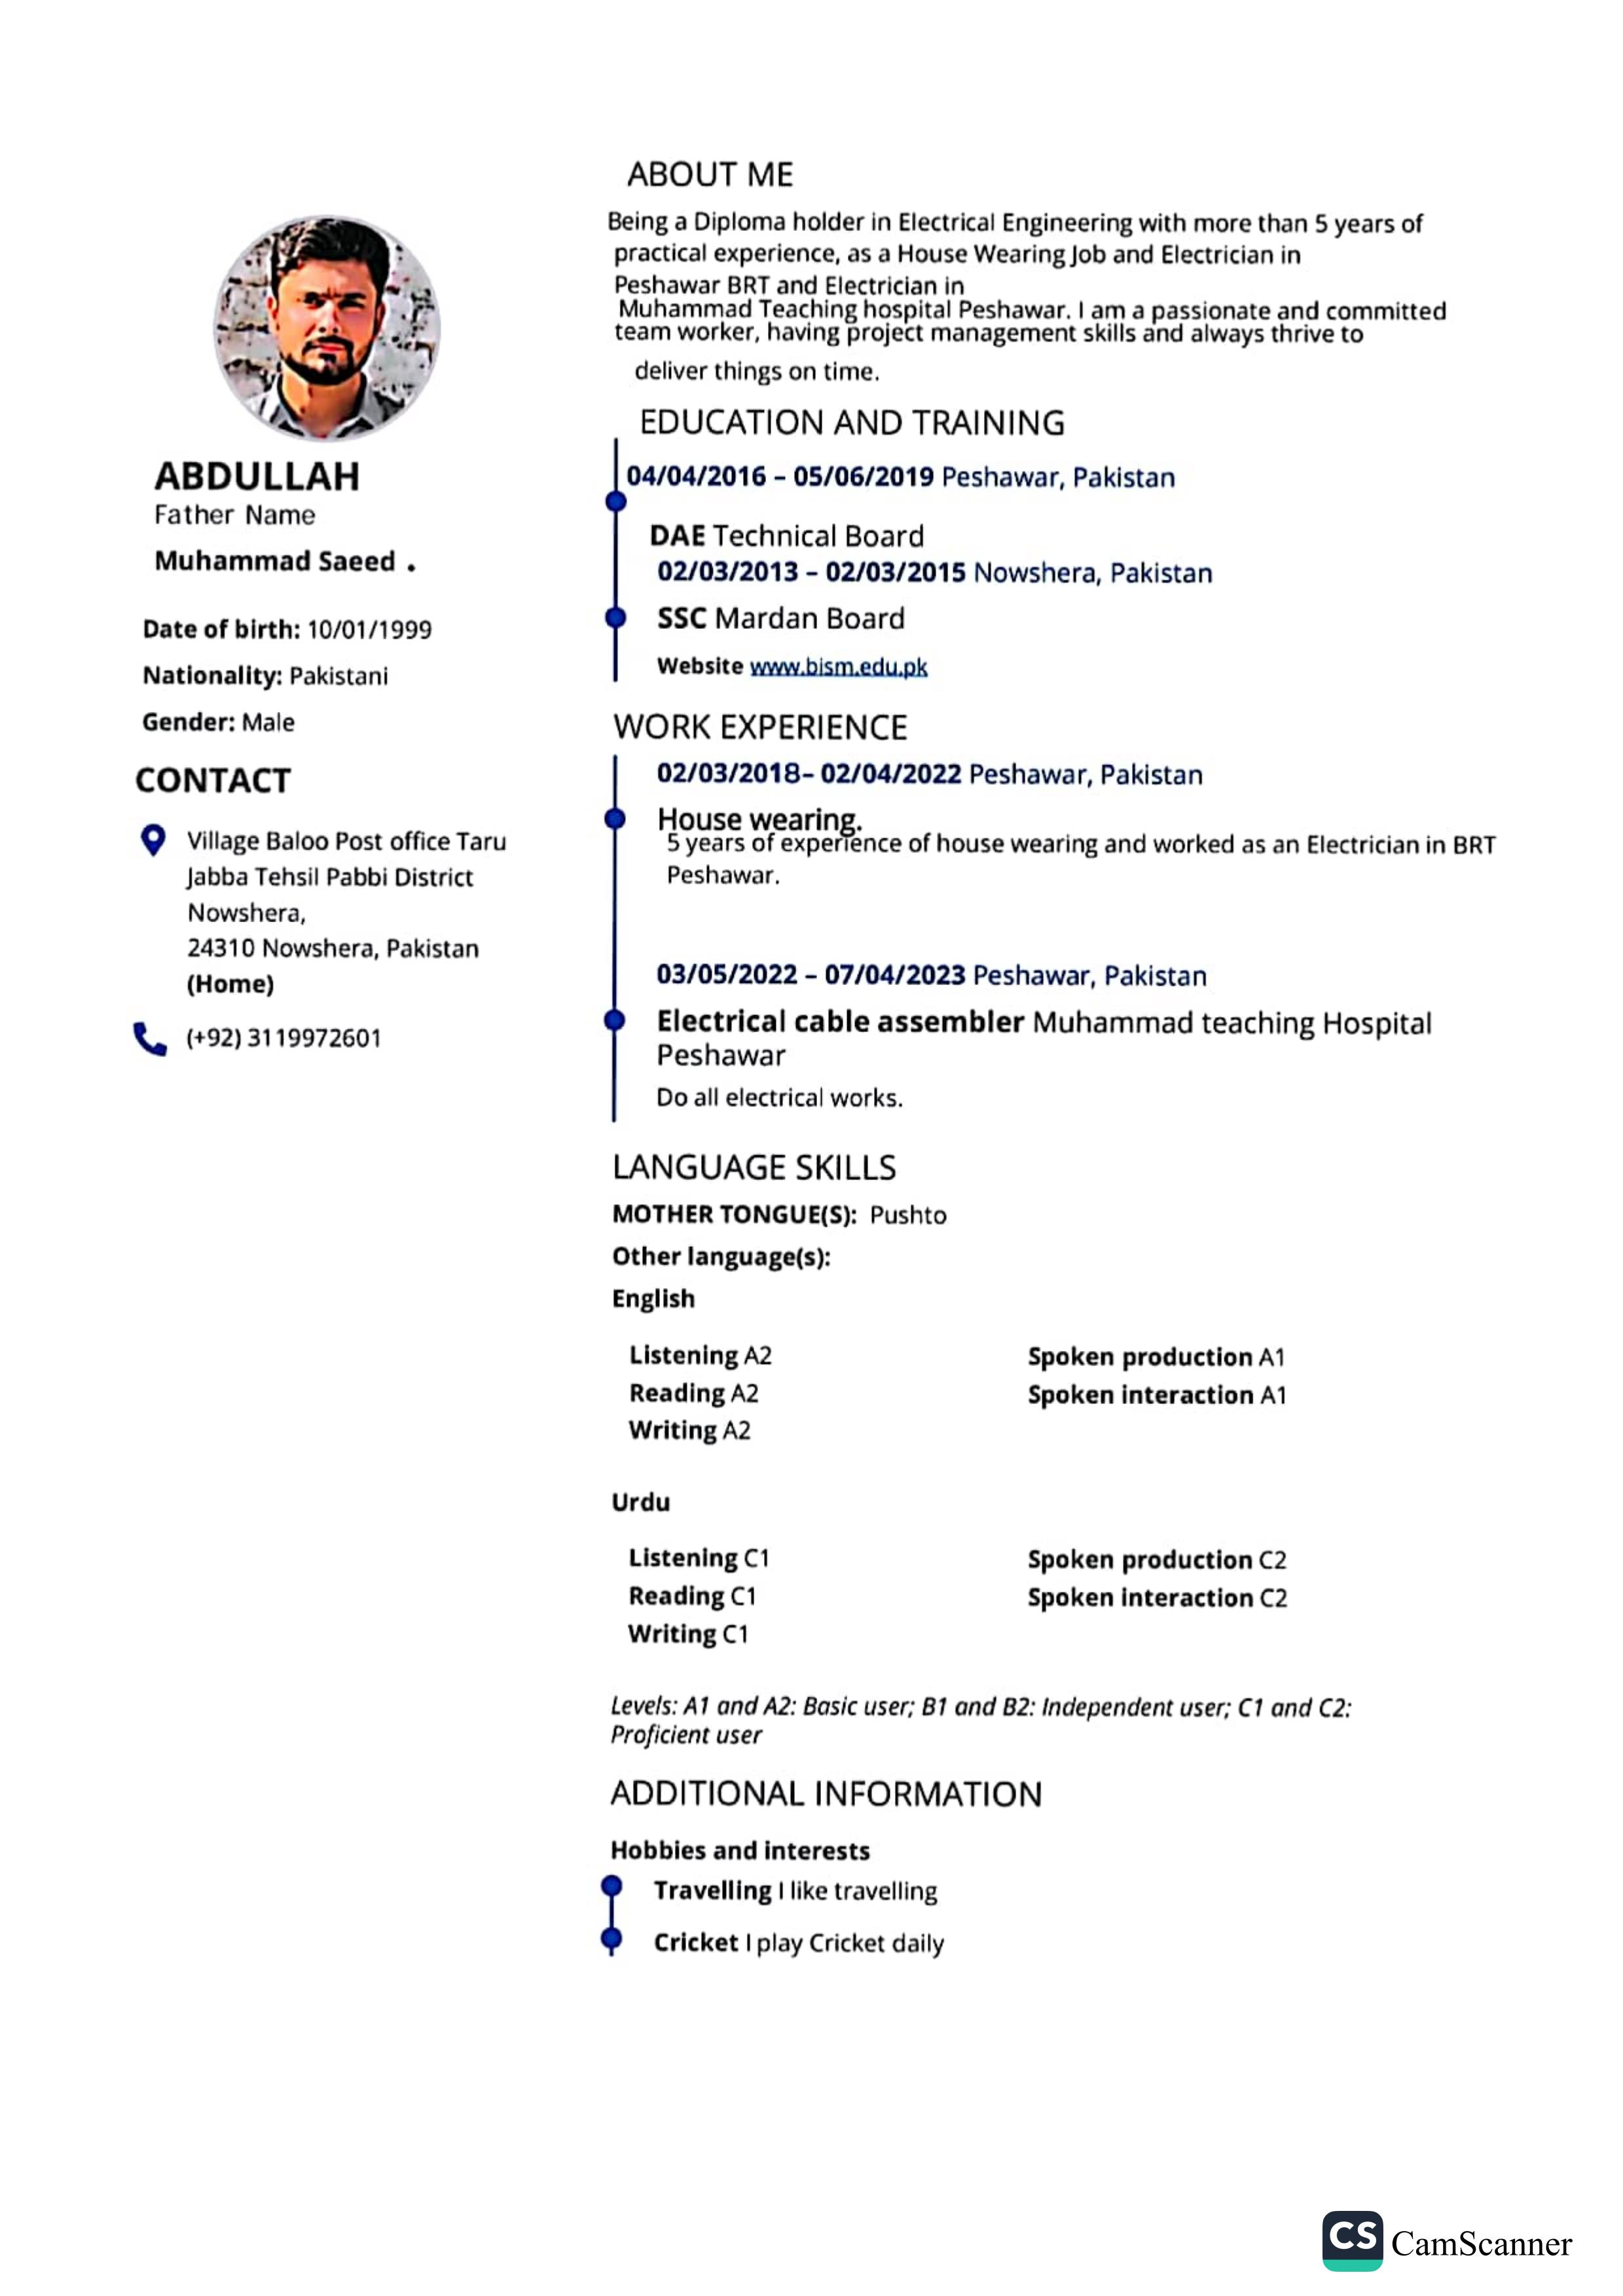 ABDULLAH
Father Name
Muhammad Saeed .
Date of birth: 10/01/1999
Nationality: Pakistani
Gender: Male
CONTACT
Village Baloo Post office Taru
Jabba Tehsil Pabbi District
Nowshera,
24310 Nowshera, Pakistan
(Home)
(+92) 3119972601
ABOUT ME
Being a Diploma holder in Electrical Engineering with more than 5 years of
practical experience, as a House Wearing Job and Electrician in
Peshawar BRT and Electrician in
Muhammad Teaching hospital Peshawar. I am a passionate and committed
team worker, having project management skills and always thrive to
deliver things on time.
EDUCATION AND TRAINING
04/04/2016 – 05/06/2019 Peshawar, Pakistan
DAE Technical Board
02/03/2013 – 02/03/2015 Nowshera, Pakistan
SSC Mardan Board
Website www.bism.edu.pk
WORK EXPERIENCE
02/03/2018– 02/04/2022 Peshawar, Pakistan
House wearing.
5 years of experience of house wearing and worked as an Electrician in BRT
Peshawar.
03/05/2022 – 07/04/2023 Peshawar, Pakistan
Electrical cable assembler Muhammad teaching Hospital
Peshawar
Do all electrical works.
LANGUAGE SKILLS
MOTHER TONGUE(S): Pushto
Other language(s):
English
Listening A2 Spoken production A1
Reading A2 Spoken interaction A1
Writing A2
Urdu
Listening C1 Spoken production C2
Reading C1 Spoken interaction C2
Writing C1
Levels: A1 and A2: Basic user; B1 and B2: Independent user; C1 and C2:
Proficient user
ADDITIONAL INFORMATION
Hobbies and interests
Travelling I like travelling
Cricket I play Cricket daily
CS CamScanner